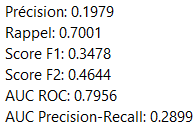 Précision: 0.1979
Rappel: 0.7001
Score F1: 0.3478
Score F2: 0.4644
AUC ROC: 0.7956
AUC Precision-Recall: 0.2899